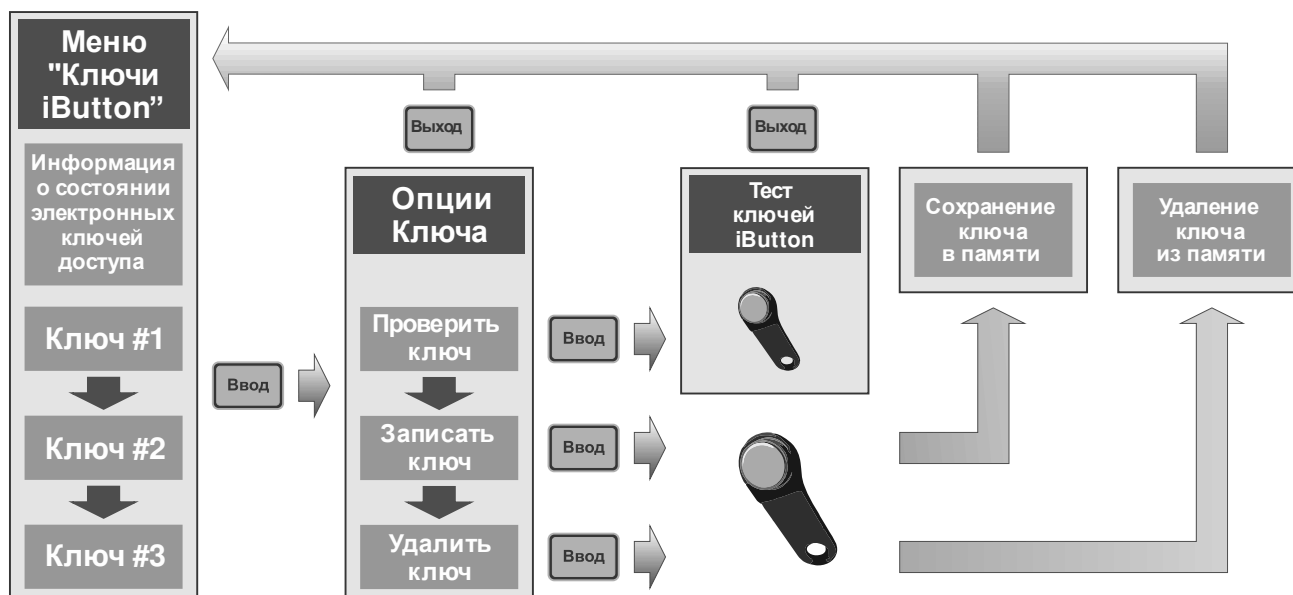 Меню
"Ключи
iButton”
Информация
о состоянии
электронных
ключей
доступа
Ключ #1
Ключ #2
Ключ #3
Ввод
Выход
Опции
Ключа
Проверить
ключ
Записать
ключ
Удалить
ключ
Ввод
Ввод
Ввод
Выход
Тест
ключей
iButton
Сохранение
ключа
в памяти
Удаление
ключа
из памяти